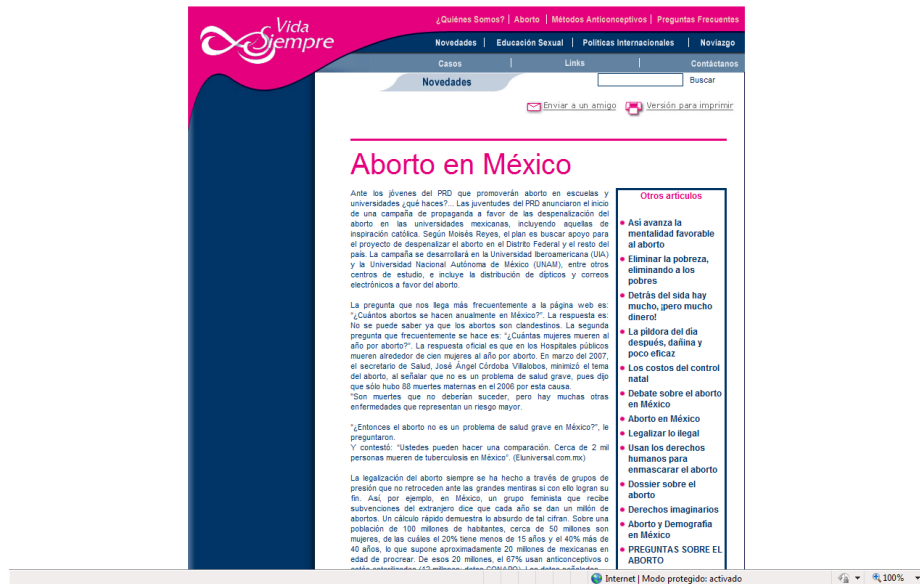 Vida
Siempre
¿Quiénes Somos? | Aborto | Métodos Anticonceptivos | Preguntas Frecuentes
Novedades | Educación Sexual | Políticas Internacionales | Noviazgo
Casos | Links | Contáctanos
Novedades
Buscar
Enviar a un amigo
Versión para imprimir
Aborto en México
Ante los jóvenes del PRD que promoverán aborto en escuelas y
universidades ¿qué haces?... Las juventudes del PRD anunciaron el inicio
de una campaña de propaganda a favor de las despenalización del
aborto en las universidades mexicanas, incluyendo aquellas de
inspiración católica. Según Moisés Reyes, el plan es buscar apoyo para
el proyecto de despenalizar el aborto en el Distrito Federal y el resto del
país. La campaña se desarrollará en la Universidad Iberoamericana (UIA)
y la Universidad Nacional Autónoma de México (UNAM), entre otros
centros de estudio, e incluye la distribución de dípticos y correos
electrónicos a favor del aborto.
La pregunta que nos llega más frecuentemente a la página web es:
"¿Cuántos abortos se hacen anualmente en México?". La respuesta es:
No se puede saber ya que los abortos son clandestinos. La segunda
pregunta que frecuentemente se hace es: "¿Cuántas mujeres mueren al
año por aborto?". La respuesta oficial es que en los Hospitales públicos
mueren alrededor de cien mujeres al año por aborto. En marzo del 2007,
el secretario de Salud, José Ángel Córdoba Villalobos, minimizó el tema
del aborto, al señalar que no es un problema de salud grave, pues dijo
que sólo hubo 88 muertes maternas en el 2006 por esta causa.
"Son muertes que no deberían suceder, pero hay muchas otras
enfermedades que representan un riesgo mayor.
"¿Entonces el aborto no es un problema de salud grave en México?", le
preguntaron.
Y contestó: "Ustedes pueden hacer una comparación. Cerca de 2 mil
personas mueren de tuberculosis en México". (Eluniversal.com.mx)
La legalización del aborto siempre se ha hecho a través de grupos de
presión que no retroceden ante las grandes mentiras si con ello logran su
fin. Así, por ejemplo, en México, un grupo feminista que recibe
subvenciones del extranjero dice que cada año se dan un millón de
abortos. Un cálculo rápido demuestra lo absurdo de tal cifran. Sobre una
población de 100 millones de habitantes, cerca de 50 millones son
mujeres, de las cuáles el 20% tiene menos de 15 años y el 40% más de
40 años, lo que supone aproximadamente 20 millones de mexicanas en
edad de procrear. De esos 20 millones, el 67% usan anticonceptivos o
Otros artículos
Así avanza la
mentalidad favorable
al aborto
Eliminar la pobreza,
eliminando a los
pobres
Detrás del sida hay
mucho, ¡pero mucho
dinero!
La píldora del día
después, dañina y
poco eficaz
Los costos del control
natal
Debate sobre el aborto
en México
Aborto en México
Legalizar lo ilegal
Usan los derechos
humanos para
enmascarar el aborto
Dossier sobre el
aborto
Derechos imaginarios
Aborto y Demografía
en México
PREGUNTAS SOBRE EL
ABORTO
Internet | Modo protegido: activado
100%